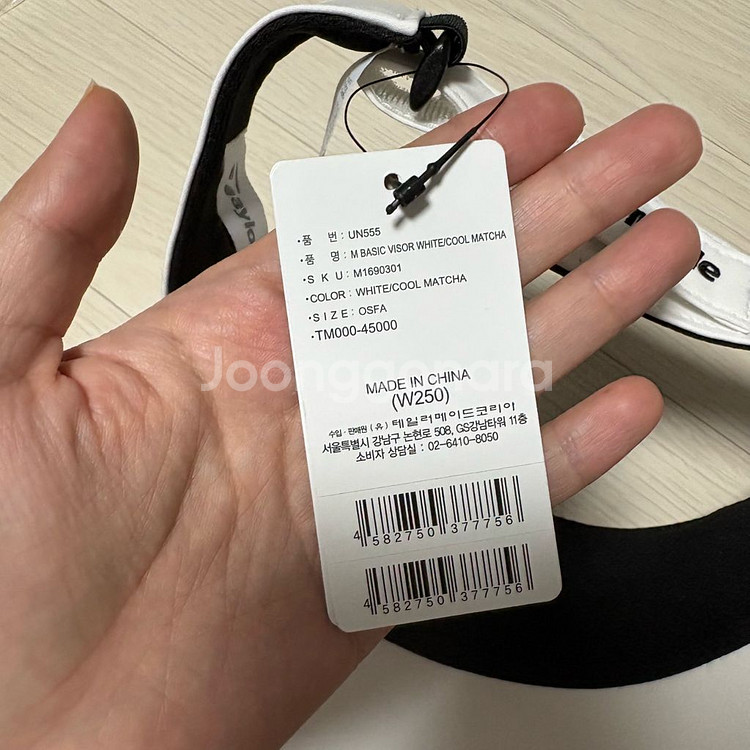 ·품 번 : UN555
·품 명 : M BASIC VISOR WHITE/COOL MATCHA
·S K U : M1690301
·COLOR : WHITE/COOL MATCHA
·SIZE : OSFA
·TM000-45000
MADE IN CHINA
(W250)
수입·판매원 (유) 테일러메이드코리아
서울특별시 강남구 논현로 508, GS강남타워 11층
소비자 상담실 : 02-6410-8050
4 582750 377756
4 582750 377756
Joonggonara